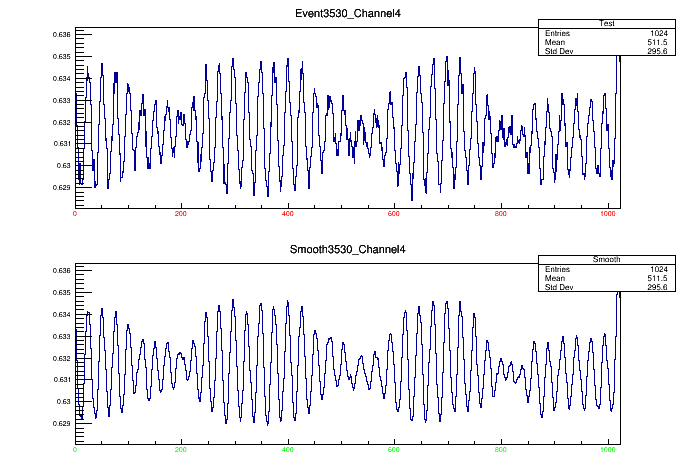 Event3530_Channel4
Test
Entries 1024
Mean 511.5
Std Dev 295.6
0.636
0.635
0.634
0.633
0.632
0.631
0.63
0.629
0 200 400 600 800 1000
Smooth3530_Channel4
Smooth
Entries 1024
Mean 511.5
Std Dev 295.6
0.636
0.635
0.634
0.633
0.632
0.631
0.63
0.629
0 200 400 600 800 1000